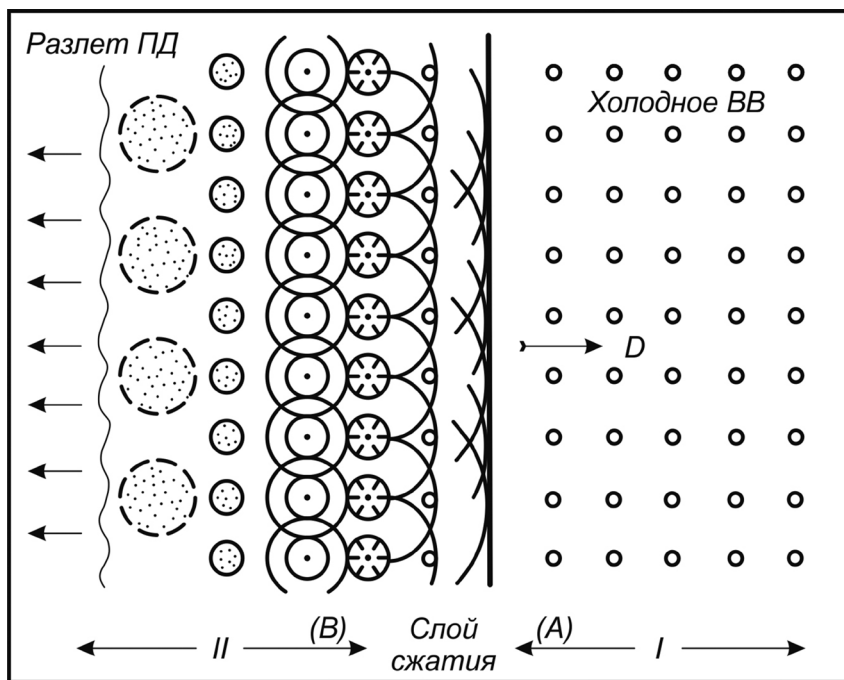 Разлет ПД
Холодное ВВ
D
II
(B)
Слой
сжатия
(A)
I